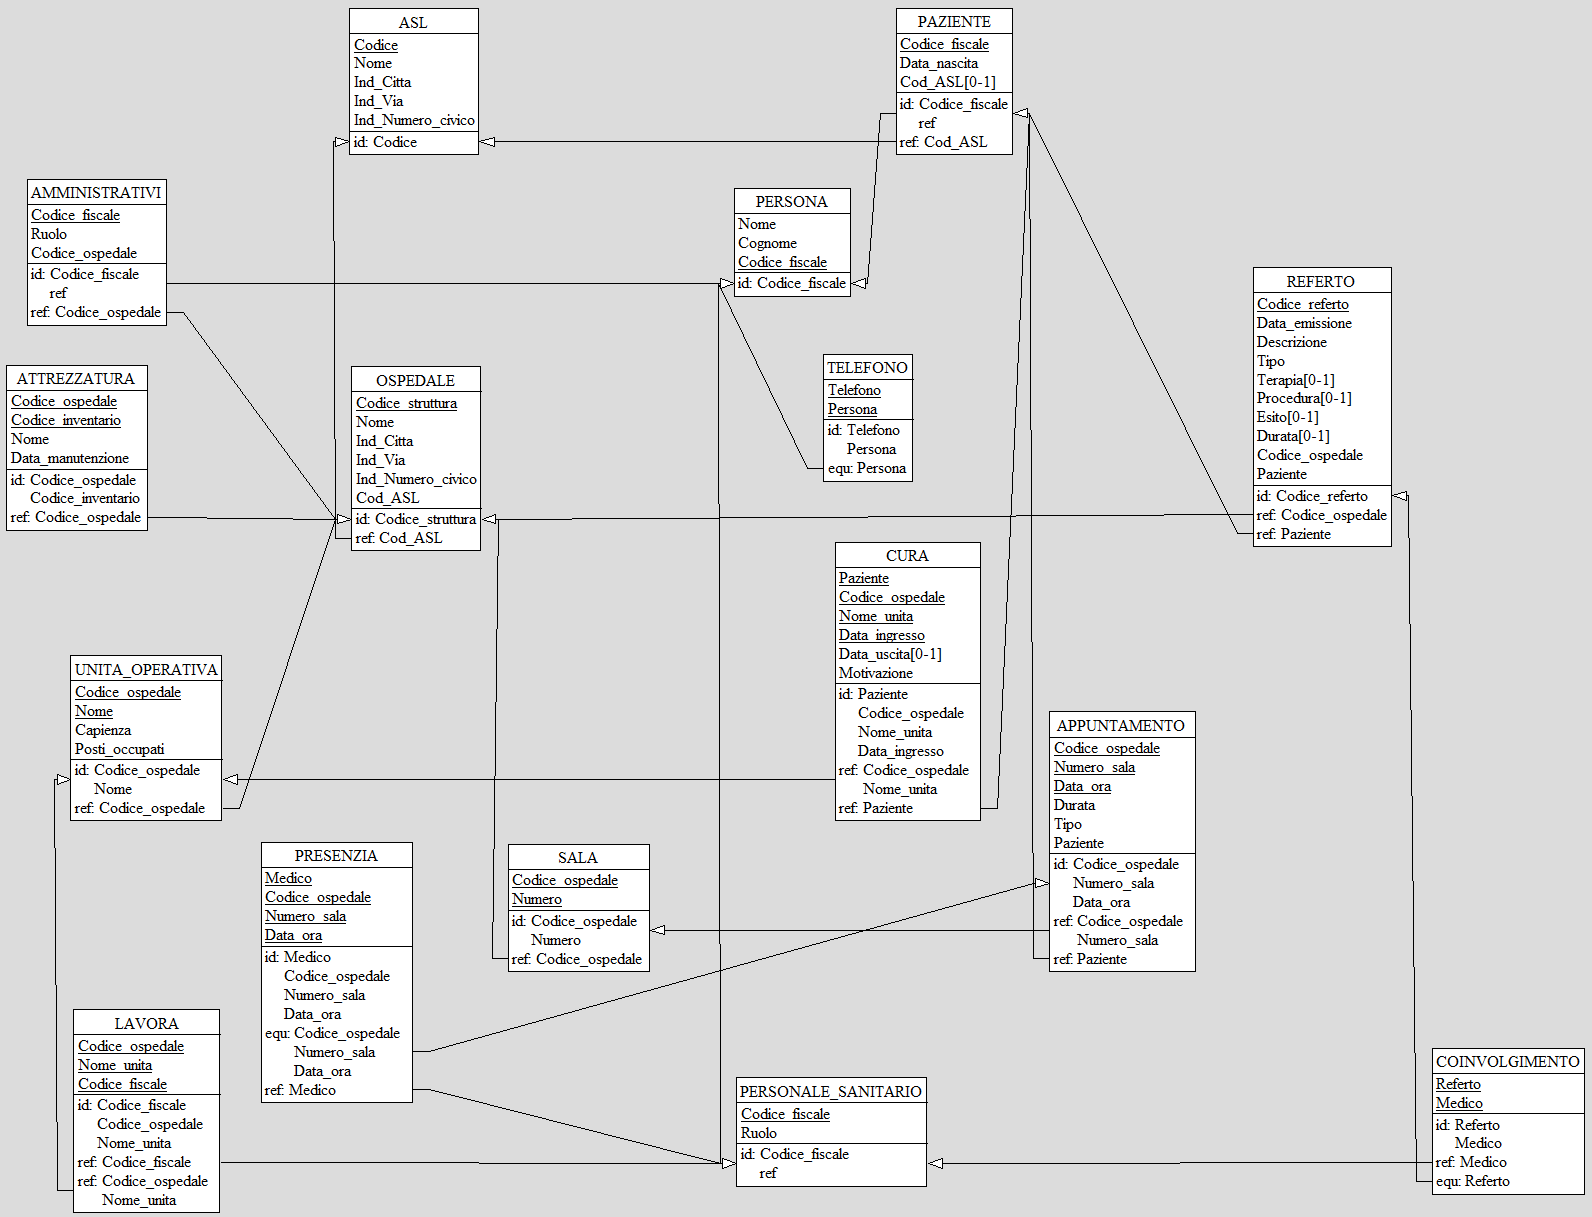 ASL
Codice
Nome
Ind_Citta
Ind_Via
Ind_Numero_civico
id: Codice
PAZIENTE
Codice_fiscale
Data_nascita
Cod_ASL[0-1]
id: Codice_fiscale
ref
ref: Cod_ASL
AMMINISTRATIVI
Codice_fiscale
Ruolo
Codice_ospedale
id: Codice_fiscale
ref
ref: Codice_ospedale
PERSONA
Nome
Cognome
Codice_fiscale
id: Codice_fiscale
REFERTO
Codice_referto
Data_emissione
Descrizione
Tipo
Terapia[0-1]
Procedura[0-1]
Esito[0-1]
Durata[0-1]
Codice_ospedale
Paziente
id: Codice_referto
ref: Codice_ospedale
ref: Paziente
ATTREZZATURA
Codice_ospedale
Codice_inventario
Nome
Data_manutenzione
id: Codice_ospedale
Codice_inventario
ref: Codice_ospedale
OSPEDALE
Codice_struttura
Nome
Ind_Citta
Ind_Via
Ind_Numero_civico
Cod_ASL
id: Codice_struttura
ref: Cod_ASL
TELEFONO
Telefono
Persona
id: Telefono
Persona
equ: Persona
CURA
Paziente
Codice_ospedale
Nome_unita
Data_ingresso
Data_uscita[0-1]
Motivazione
id: Paziente
Codice_ospedale
Nome_unita
Data_ingresso
ref: Codice_ospedale
Nome_unita
ref: Paziente
UNITA_OPERATIVA
Codice_ospedale
Nome
Capienza
Posti_occupati
id: Codice_ospedale
Nome
ref: Codice_ospedale
APPUNTAMENTO
Codice_ospedale
Numero_sala
Data_ora
Durata
Tipo
Paziente
id: Codice_ospedale
Numero_sala
Data_ora
ref: Codice_ospedale
Numero_sala
ref: Paziente
PRESENZIA
Medico
Codice_ospedale
Numero_sala
Data_ora
id: Medico
Codice_ospedale
Numero_sala
Data_ora
equ: Codice_ospedale
Numero_sala
Data_ora
ref: Medico
SALA
Codice_ospedale
Numero
id: Codice_ospedale
Numero
ref: Codice_ospedale
LAVORA
Codice_ospedale
Nome_unita
Codice_fiscale
id: Codice_fiscale
Codice_ospedale
Nome_unita
ref: Codice_fiscale
ref: Codice_ospedale
Nome_unita
PERSONALE_SANITARIO
Codice_fiscale
Ruolo
id: Codice_fiscale
ref
COINVOLGIMENTO
Referto
Medico
id: Referto
Medico
ref: Medico
equ: Referto